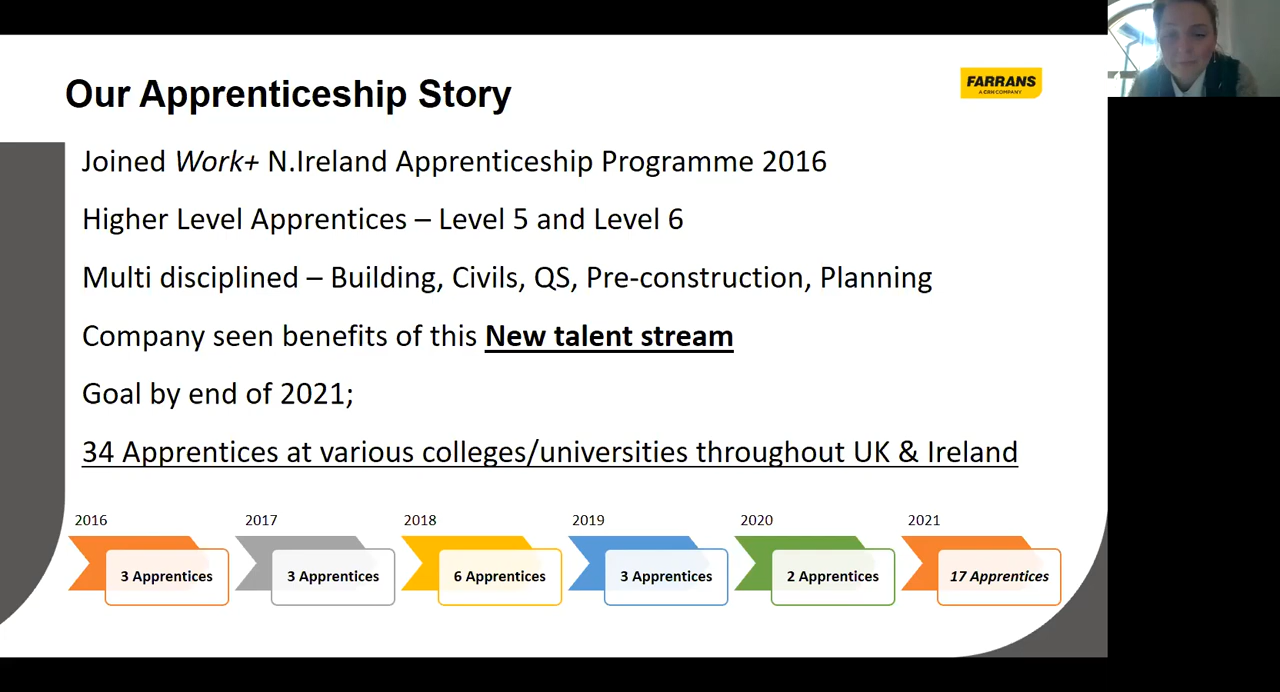 Our Apprenticeship Story
FARRANS
A CRH COMPANY
Joined Work+ N.Ireland Apprenticeship Programme 2016
Higher Level Apprentices – Level 5 and Level 6
Multi disciplined – Building, Civils, QS, Pre-construction, Planning
Company seen benefits of this New talent stream
Goal by end of 2021;
34 Apprentices at various colleges/universities throughout UK & Ireland
2016 2017 2018 2019 2020 2021
3 Apprentices 3 Apprentices 6 Apprentices 3 Apprentices 2 Apprentices 17 Apprentices